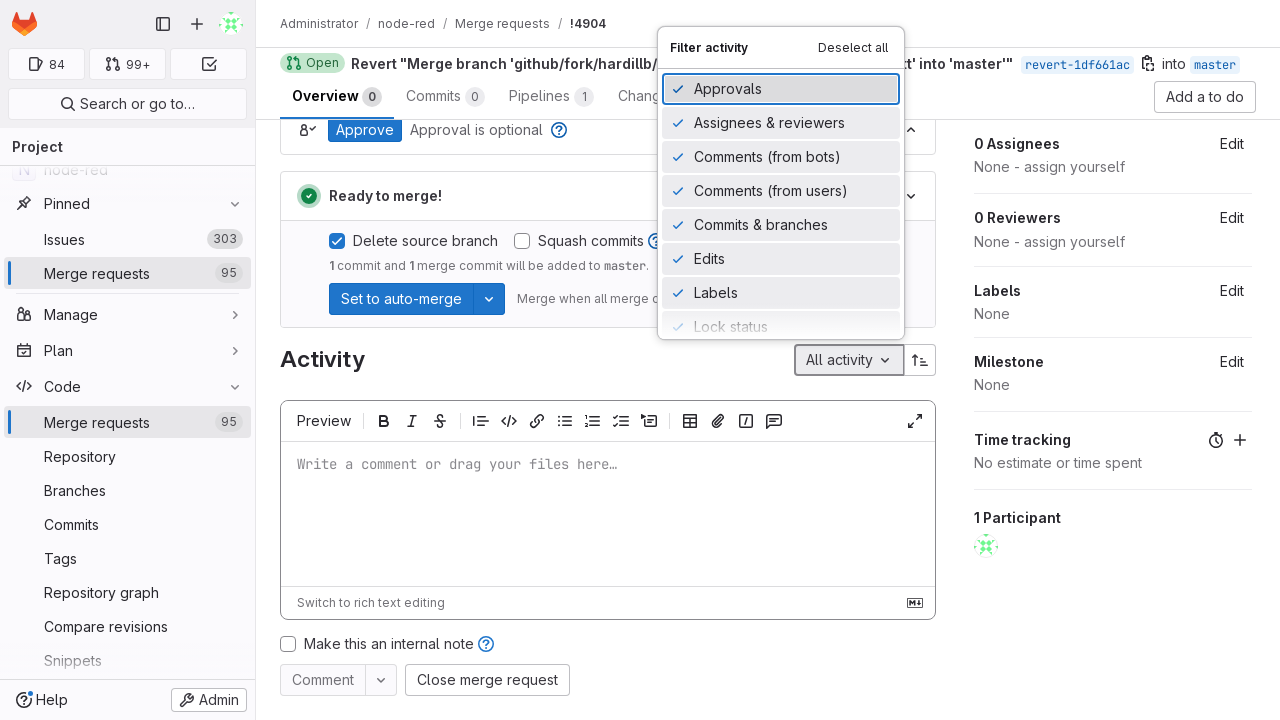 Administrator / node-red / Merge requests / !4904
84
99+
Search or go to…
Project
N node-red
Pinned
Issues 303
Merge requests 95
Manage
Plan
Code
Merge requests 95
Repository
Branches
Commits
Tags
Repository graph
Compare revisions
Snippets
Help
Admin
Open Revert "Merge branch 'github/fork/hardillb/
t' into 'master'" revert-1df661ac into master
Overview 0
Commits 0
Pipelines 1
Chang
Add a to do
Approve Approval is optional
Ready to merge!
Delete source branch
Squash commits
1 commit and 1 merge commit will be added to master.
Set to auto-merge
Merge when all merge c
Filter activity
Deselect all
Approvals
Assignees & reviewers
Comments (from bots)
Comments (from users)
Commits & branches
Edits
Labels
Lock status
Activity
All activity
Preview
Write a comment or drag your files here…
Switch to rich text editing
Make this an internal note
Comment
Close merge request
0 Assignees
Edit
None - assign yourself
0 Reviewers
Edit
None - assign yourself
Labels
Edit
None
Milestone
Edit
None
Time tracking
No estimate or time spent
1 Participant